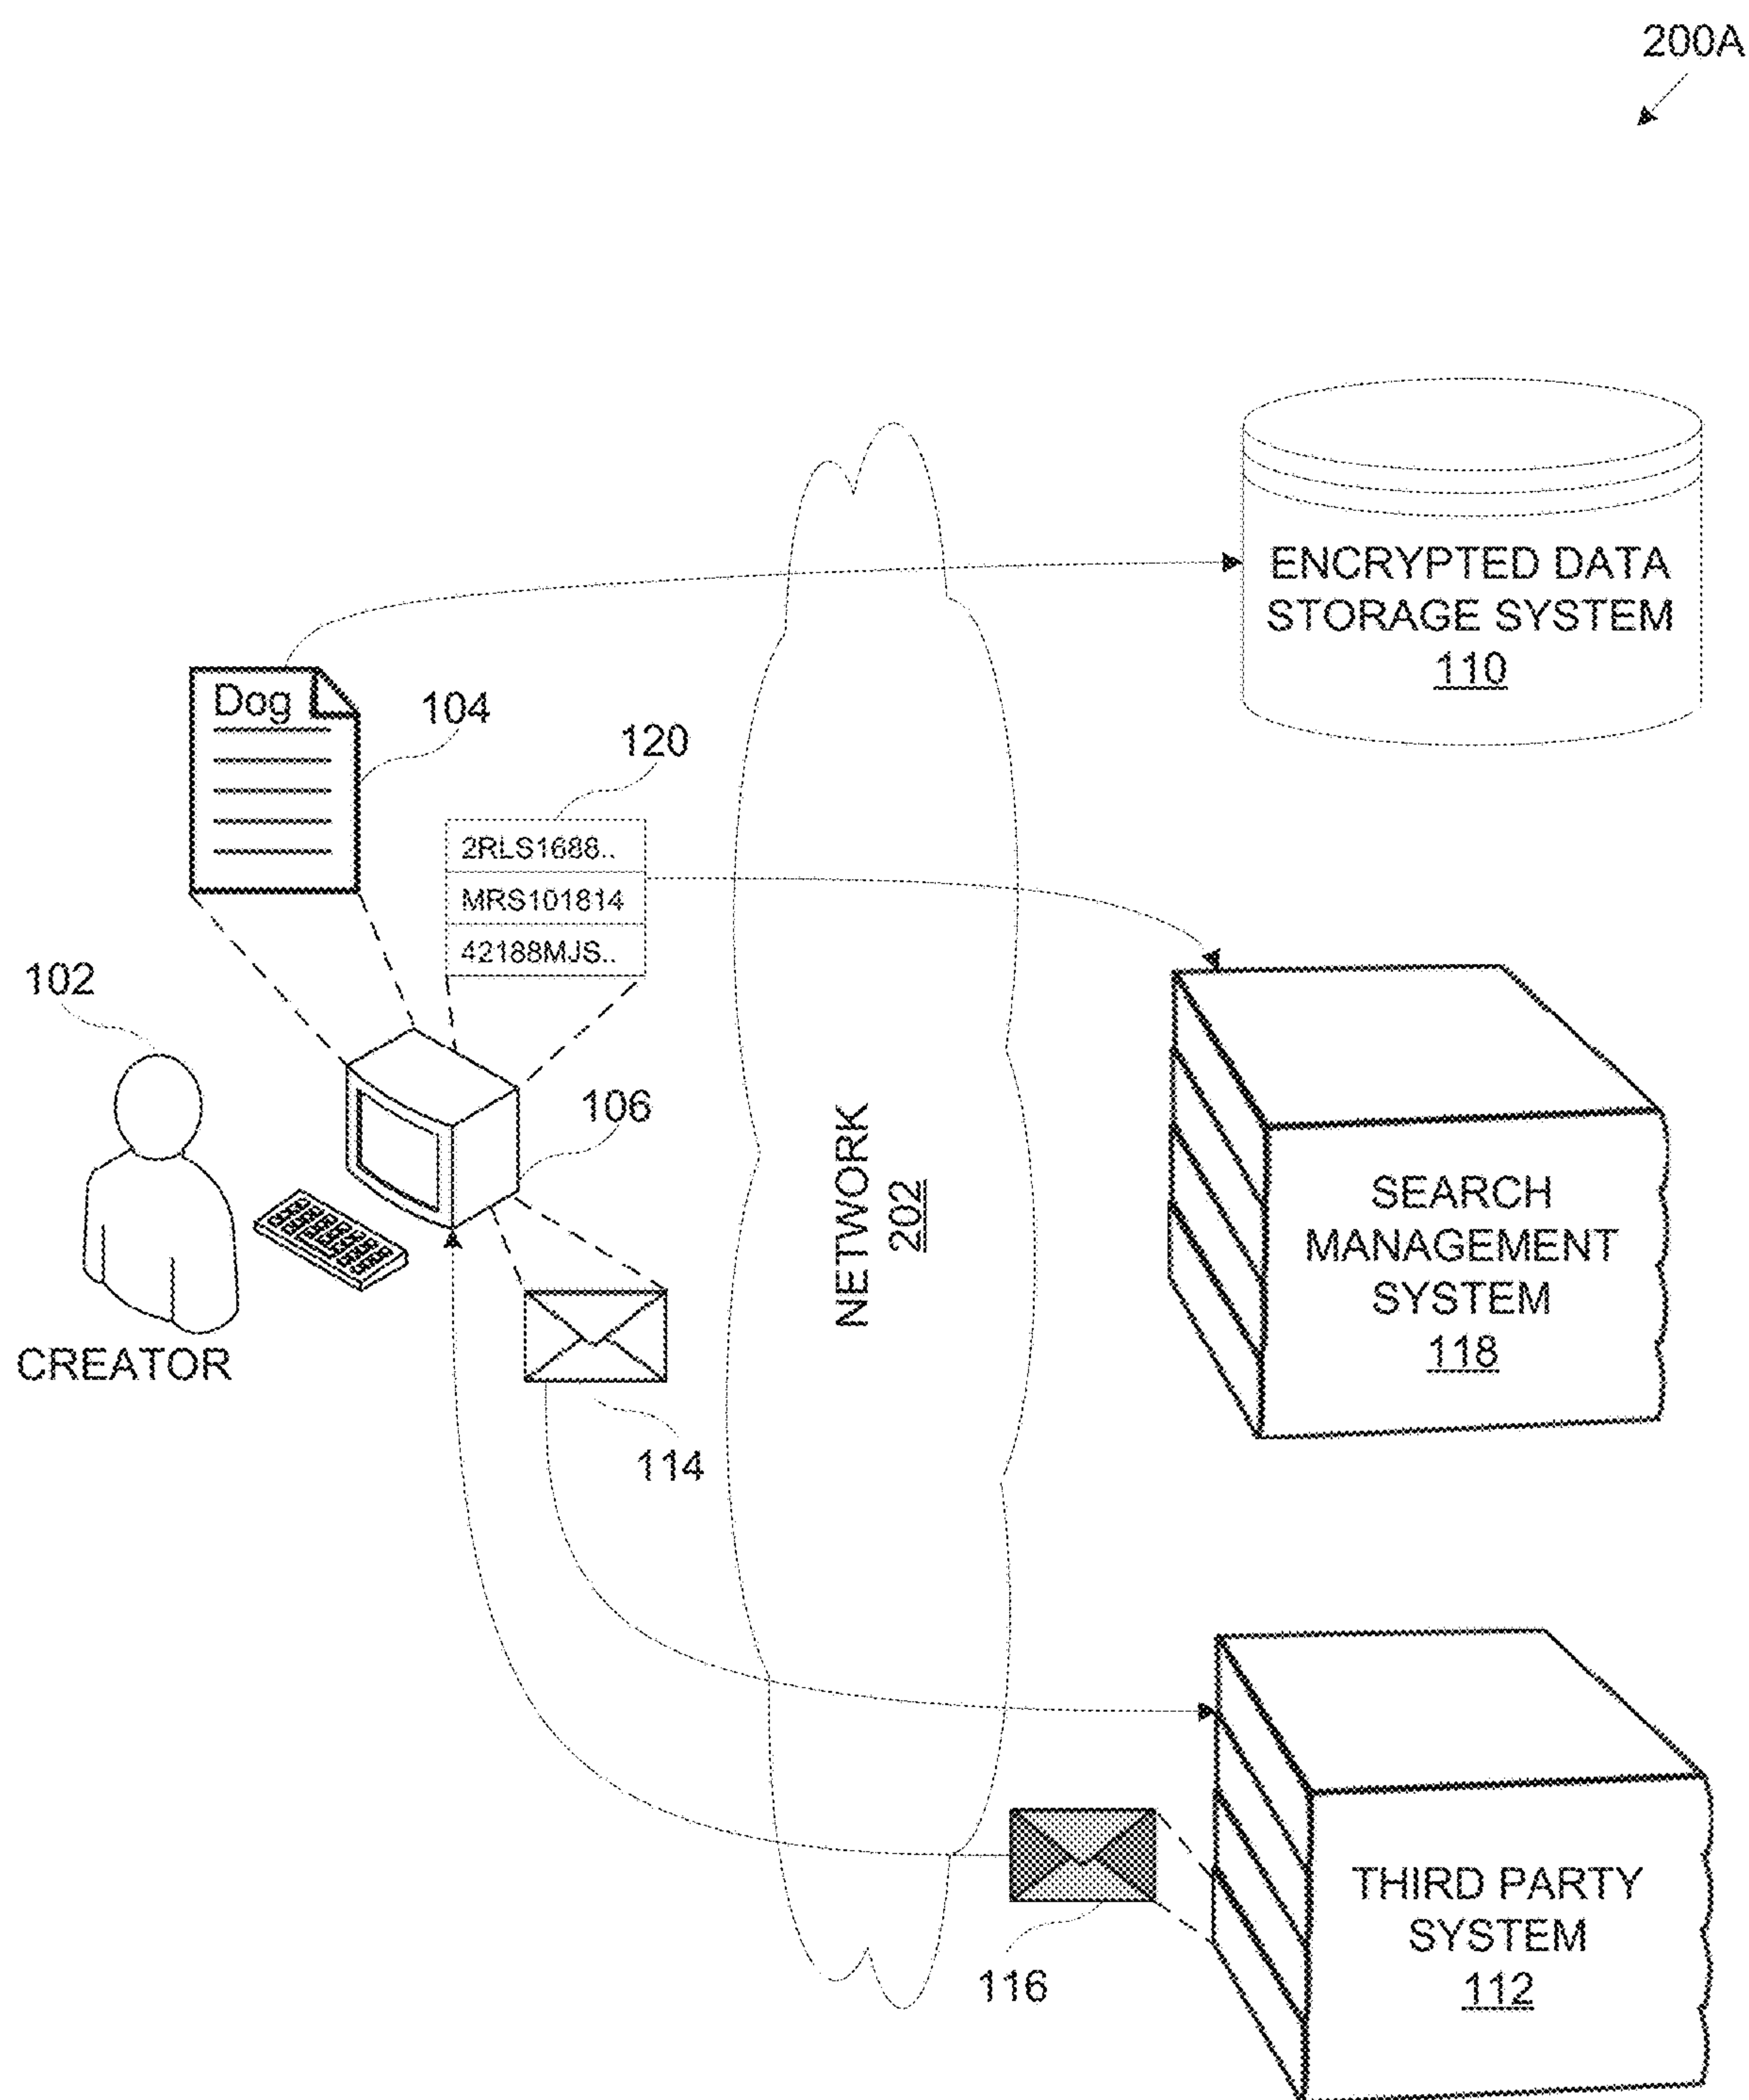 200A
ENCRYPTED DATA
STORAGE SYSTEM
110
Dog
104
120
2RLS1688..
MRS101814
42188MJS..
102
106
CREATOR
114
NETWORK
202
SEARCH
MANAGEMENT
SYSTEM
118
116
THIRD PARTY
SYSTEM
112